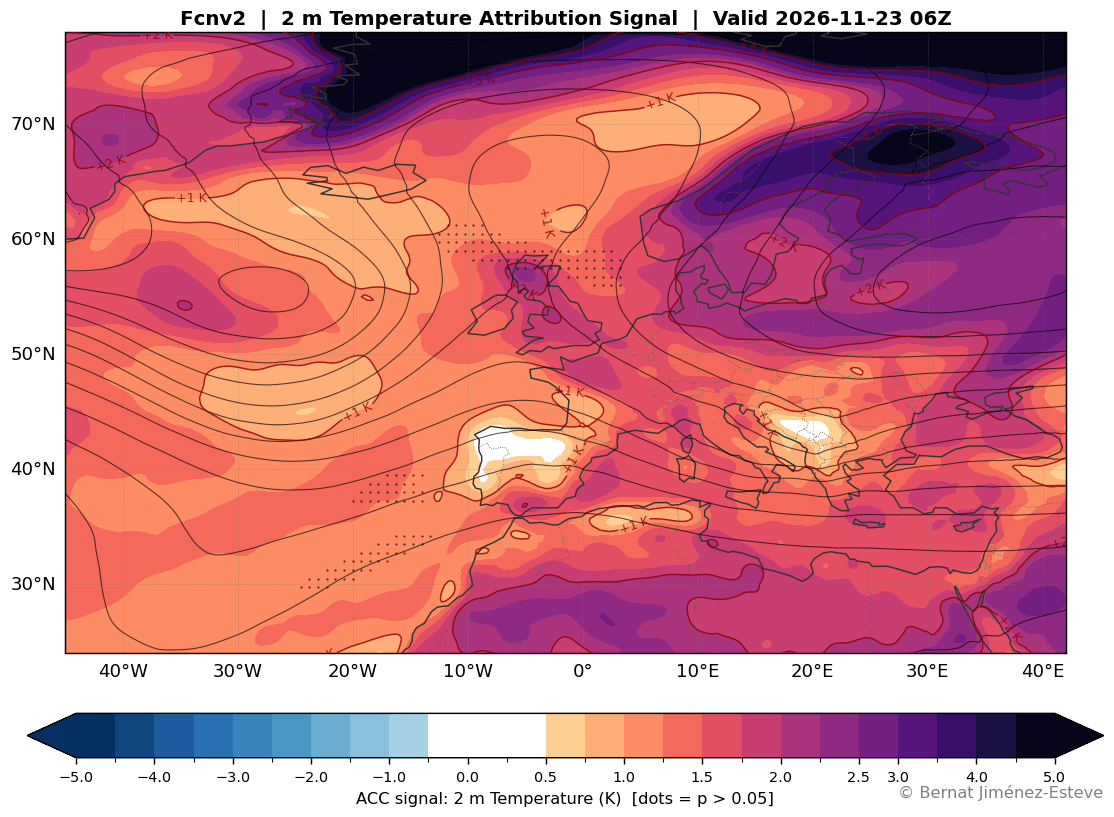 Fcnv2 | 2 m Temperature Attribution Signal | Valid 2026-11-23 06Z
+2 K
+3 K
+1 K
70°N
+2 K
+1 K
+1 K
60°N
+2 K
+2 K
50°N
+1 K
+1 K
+1 K
40°N
+1 K
+1 K
30°N
40°W 30°W 20°W 10°W 0° 10°E 20°E 30°E 40°E
−5.0 −4.0 −3.0 −2.0 −1.0 0.0 0.5 1.0 1.5 2.0 2.5 3.0 4.0 5.0
ACC signal: 2 m Temperature (K) [dots = p > 0.05]
© Bernat Jiménez-Esteve